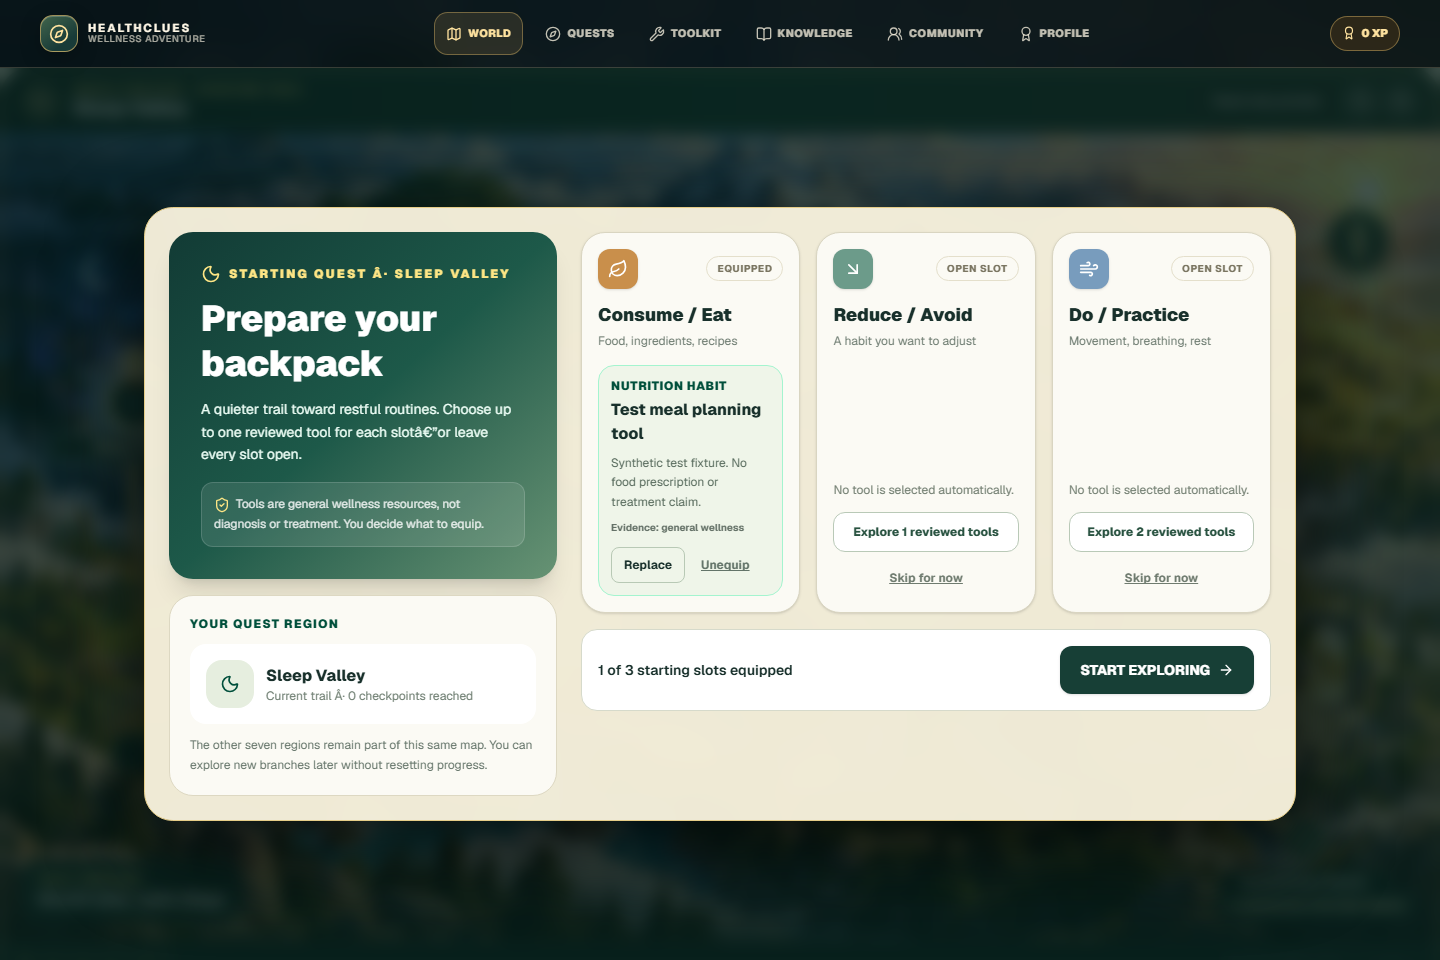 HEALTHCLUES
WELLNESS ADVENTURE
WORLD
QUESTS
TOOLKIT
KNOWLEDGE
COMMUNITY
PROFILE
0 XP
STARTING QUEST Â· SLEEP VALLEY
Prepare your
backpack
A quieter trail toward restful routines. Choose up
to one reviewed tool for each slotâ€”or leave
every slot open.
Tools are general wellness resources, not
diagnosis or treatment. You decide what to equip.
YOUR QUEST REGION
Sleep Valley
Current trail Â· 0 checkpoints reached
The other seven regions remain part of this same map. You can
explore new branches later without resetting progress.
EQUIPPED
Consume / Eat
Food, ingredients, recipes
NUTRITION HABIT
Test meal planning
tool
Synthetic test fixture. No
food prescription or
treatment claim.
Evidence: general wellness
Replace
Unequip
OPEN SLOT
Reduce / Avoid
A habit you want to adjust
No tool is selected automatically.
Explore 1 reviewed tools
Skip for now
OPEN SLOT
Do / Practice
Movement, breathing, rest
No tool is selected automatically.
Explore 2 reviewed tools
Skip for now
1 of 3 starting slots equipped
START EXPLORING